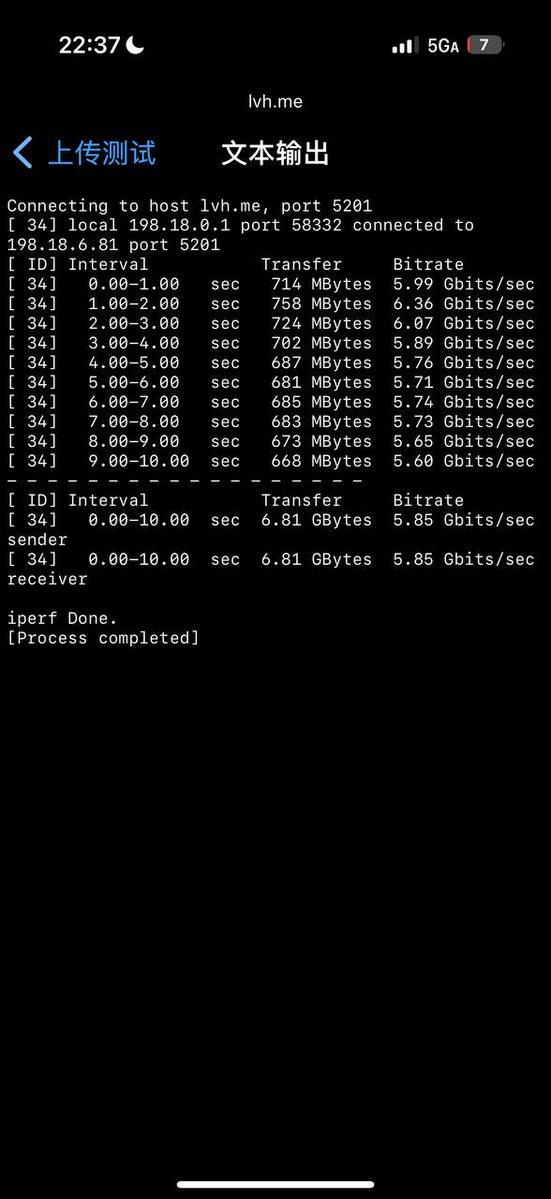 22:37
5GA 7
lvh.me
上传测试 文本输出
Connecting to host lvh.me, port 5201
[ 34] local 198.18.0.1 port 58332 connected to
198.18.6.81 port 5201
[ ID] Interval           Transfer     Bitrate
[ 34]   0.00-1.00   sec   714 MBytes  5.99 Gbits/sec
[ 34]   1.00-2.00   sec   758 MBytes  6.36 Gbits/sec
[ 34]   2.00-3.00   sec   724 MBytes  6.07 Gbits/sec
[ 34]   3.00-4.00   sec   702 MBytes  5.89 Gbits/sec
[ 34]   4.00-5.00   sec   687 MBytes  5.76 Gbits/sec
[ 34]   5.00-6.00   sec   681 MBytes  5.71 Gbits/sec
[ 34]   6.00-7.00   sec   685 MBytes  5.74 Gbits/sec
[ 34]   7.00-8.00   sec   683 MBytes  5.73 Gbits/sec
[ 34]   8.00-9.00   sec   673 MBytes  5.65 Gbits/sec
[ 34]   9.00-10.00  sec   668 MBytes  5.60 Gbits/sec
- - - - - - - - - - - - - - - - - -
[ ID] Interval           Transfer     Bitrate
[ 34]   0.00-10.00  sec  6.81 GBytes  5.85 Gbits/sec
sender
[ 34]   0.00-10.00  sec  6.81 GBytes  5.85 Gbits/sec
receiver
iperf Done.
[Process completed]